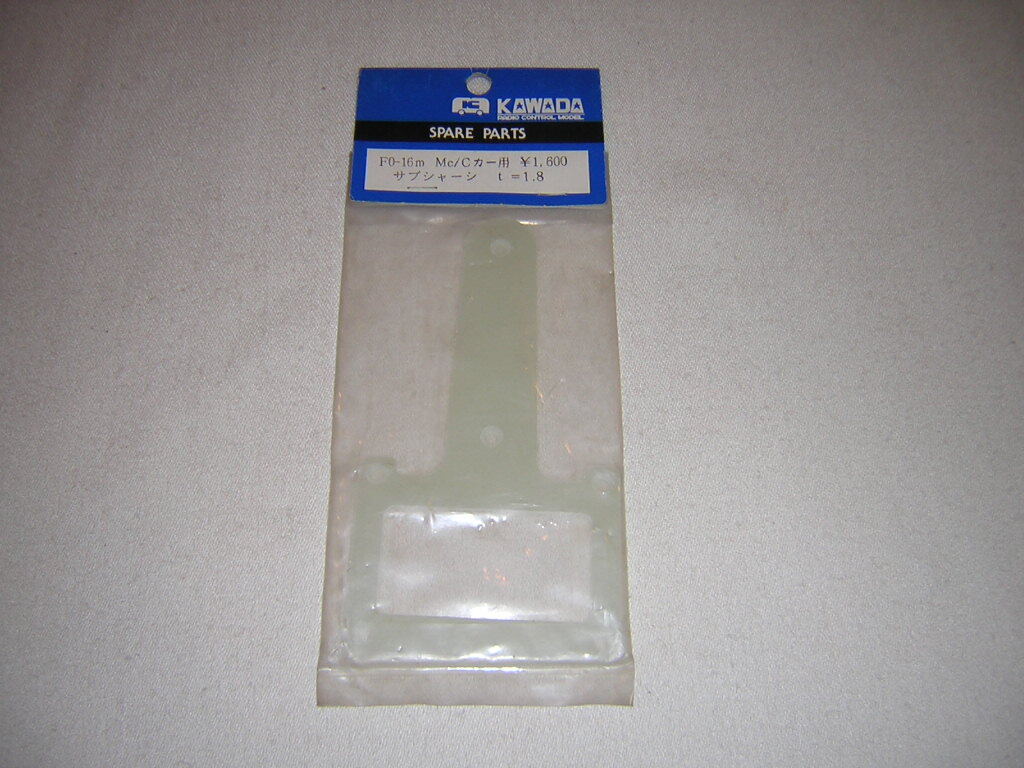 KAWADA
RADIO CONTROL MODEL
SPARE PARTS
FO-16m Mc/Cカー用 ¥1,600
サブシャーシ t=1.8